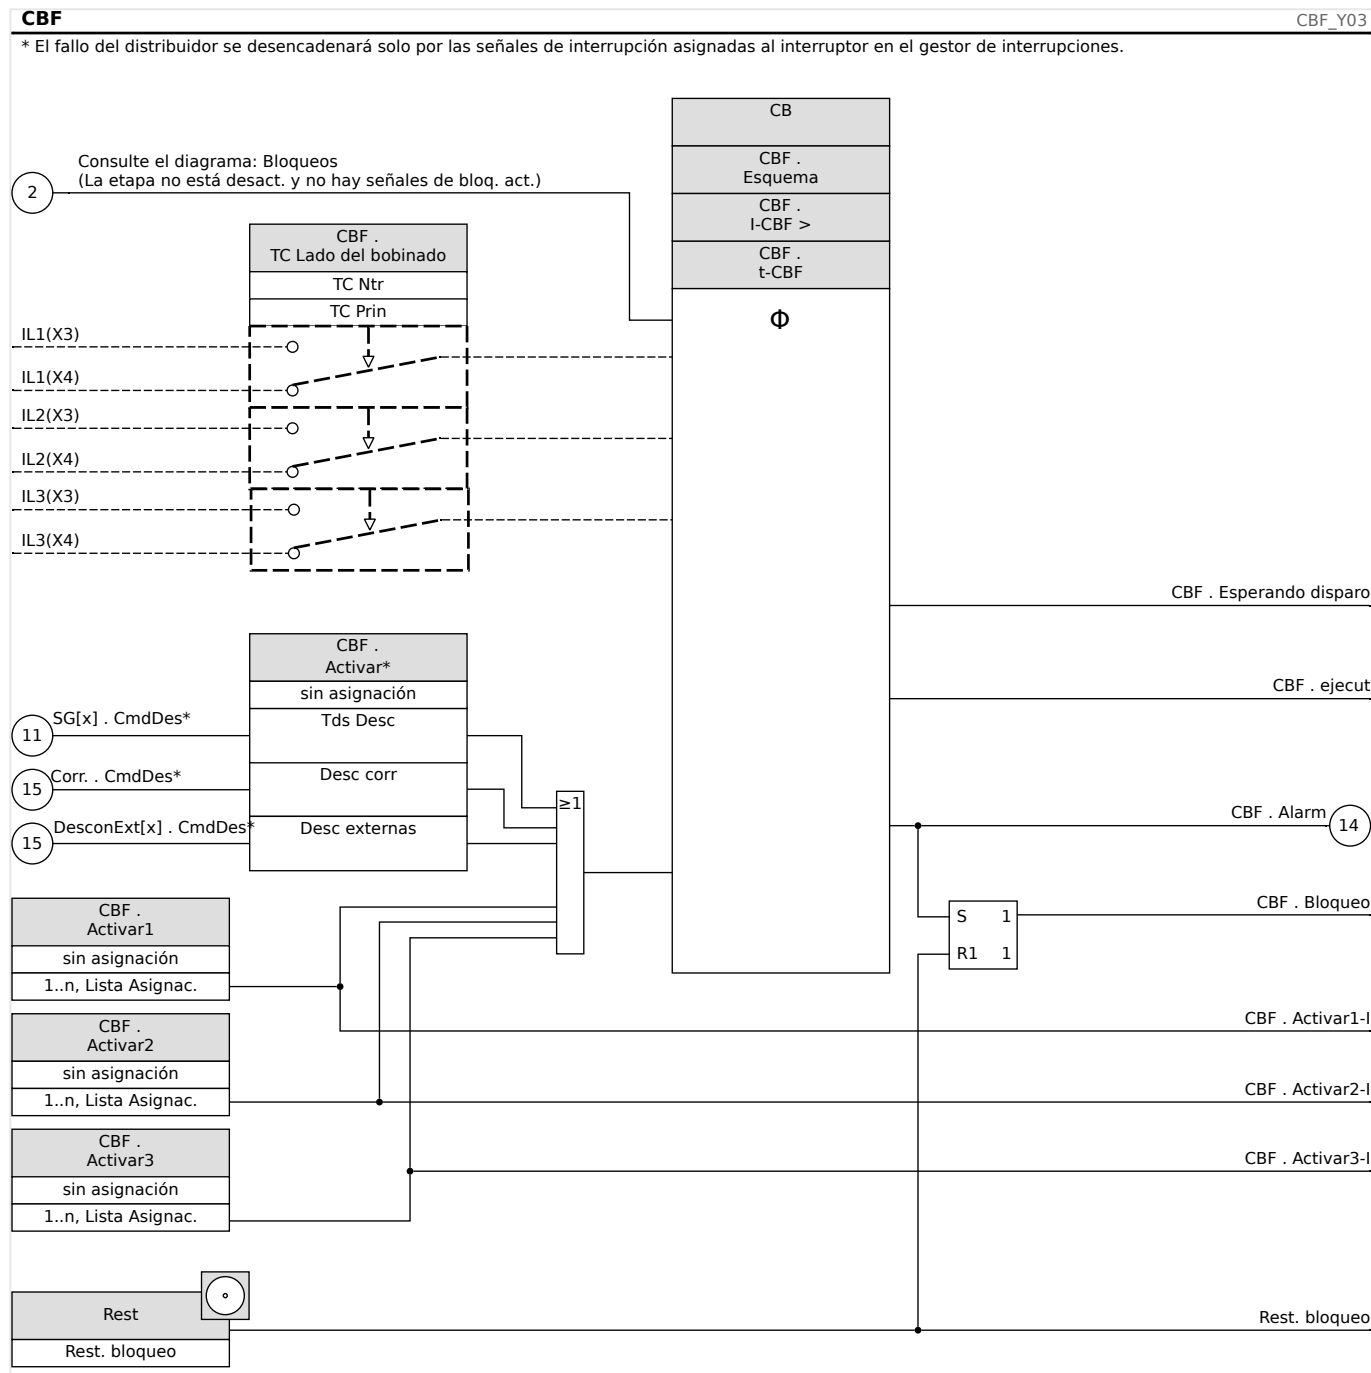 CBF
CBF_Y03
* El fallo del distribuidor se desencadenará solo por las señales de interrupción asignadas al interruptor en el gestor de interrupciones.
CB
CBF .
Esquema
CBF .
I-CBF >
CBF .
t-CBF
Φ
Consulte el diagrama: Bloqueos
(La etapa no está desact. y no hay señales de bloq. act.)
2
CBF .
TC Lado del bobinado
TC Ntr
TC Prin
IL1(X3)
IL1(X4)
IL2(X3)
IL2(X4)
IL3(X3)
IL3(X4)
CBF . Esperando disparo
CBF . ejecut
CBF .
Activar*
sin asignación
Tds Desc
Desc corr
Desc externas
11
SG[x] . CmdDes*
15
Corr. . CmdDes*
15
DesconExt[x] . CmdDes*
≥1
CBF . Alarm
14
CBF . Bloqueo
S 1
R1 1
CBF .
Activar1
sin asignación
1..n, Lista Asignac.
CBF . Activar1-I
CBF .
Activar2
sin asignación
1..n, Lista Asignac.
CBF . Activar2-I
CBF .
Activar3
sin asignación
1..n, Lista Asignac.
CBF . Activar3-I
Rest
Rest. bloqueo
Rest. bloqueo